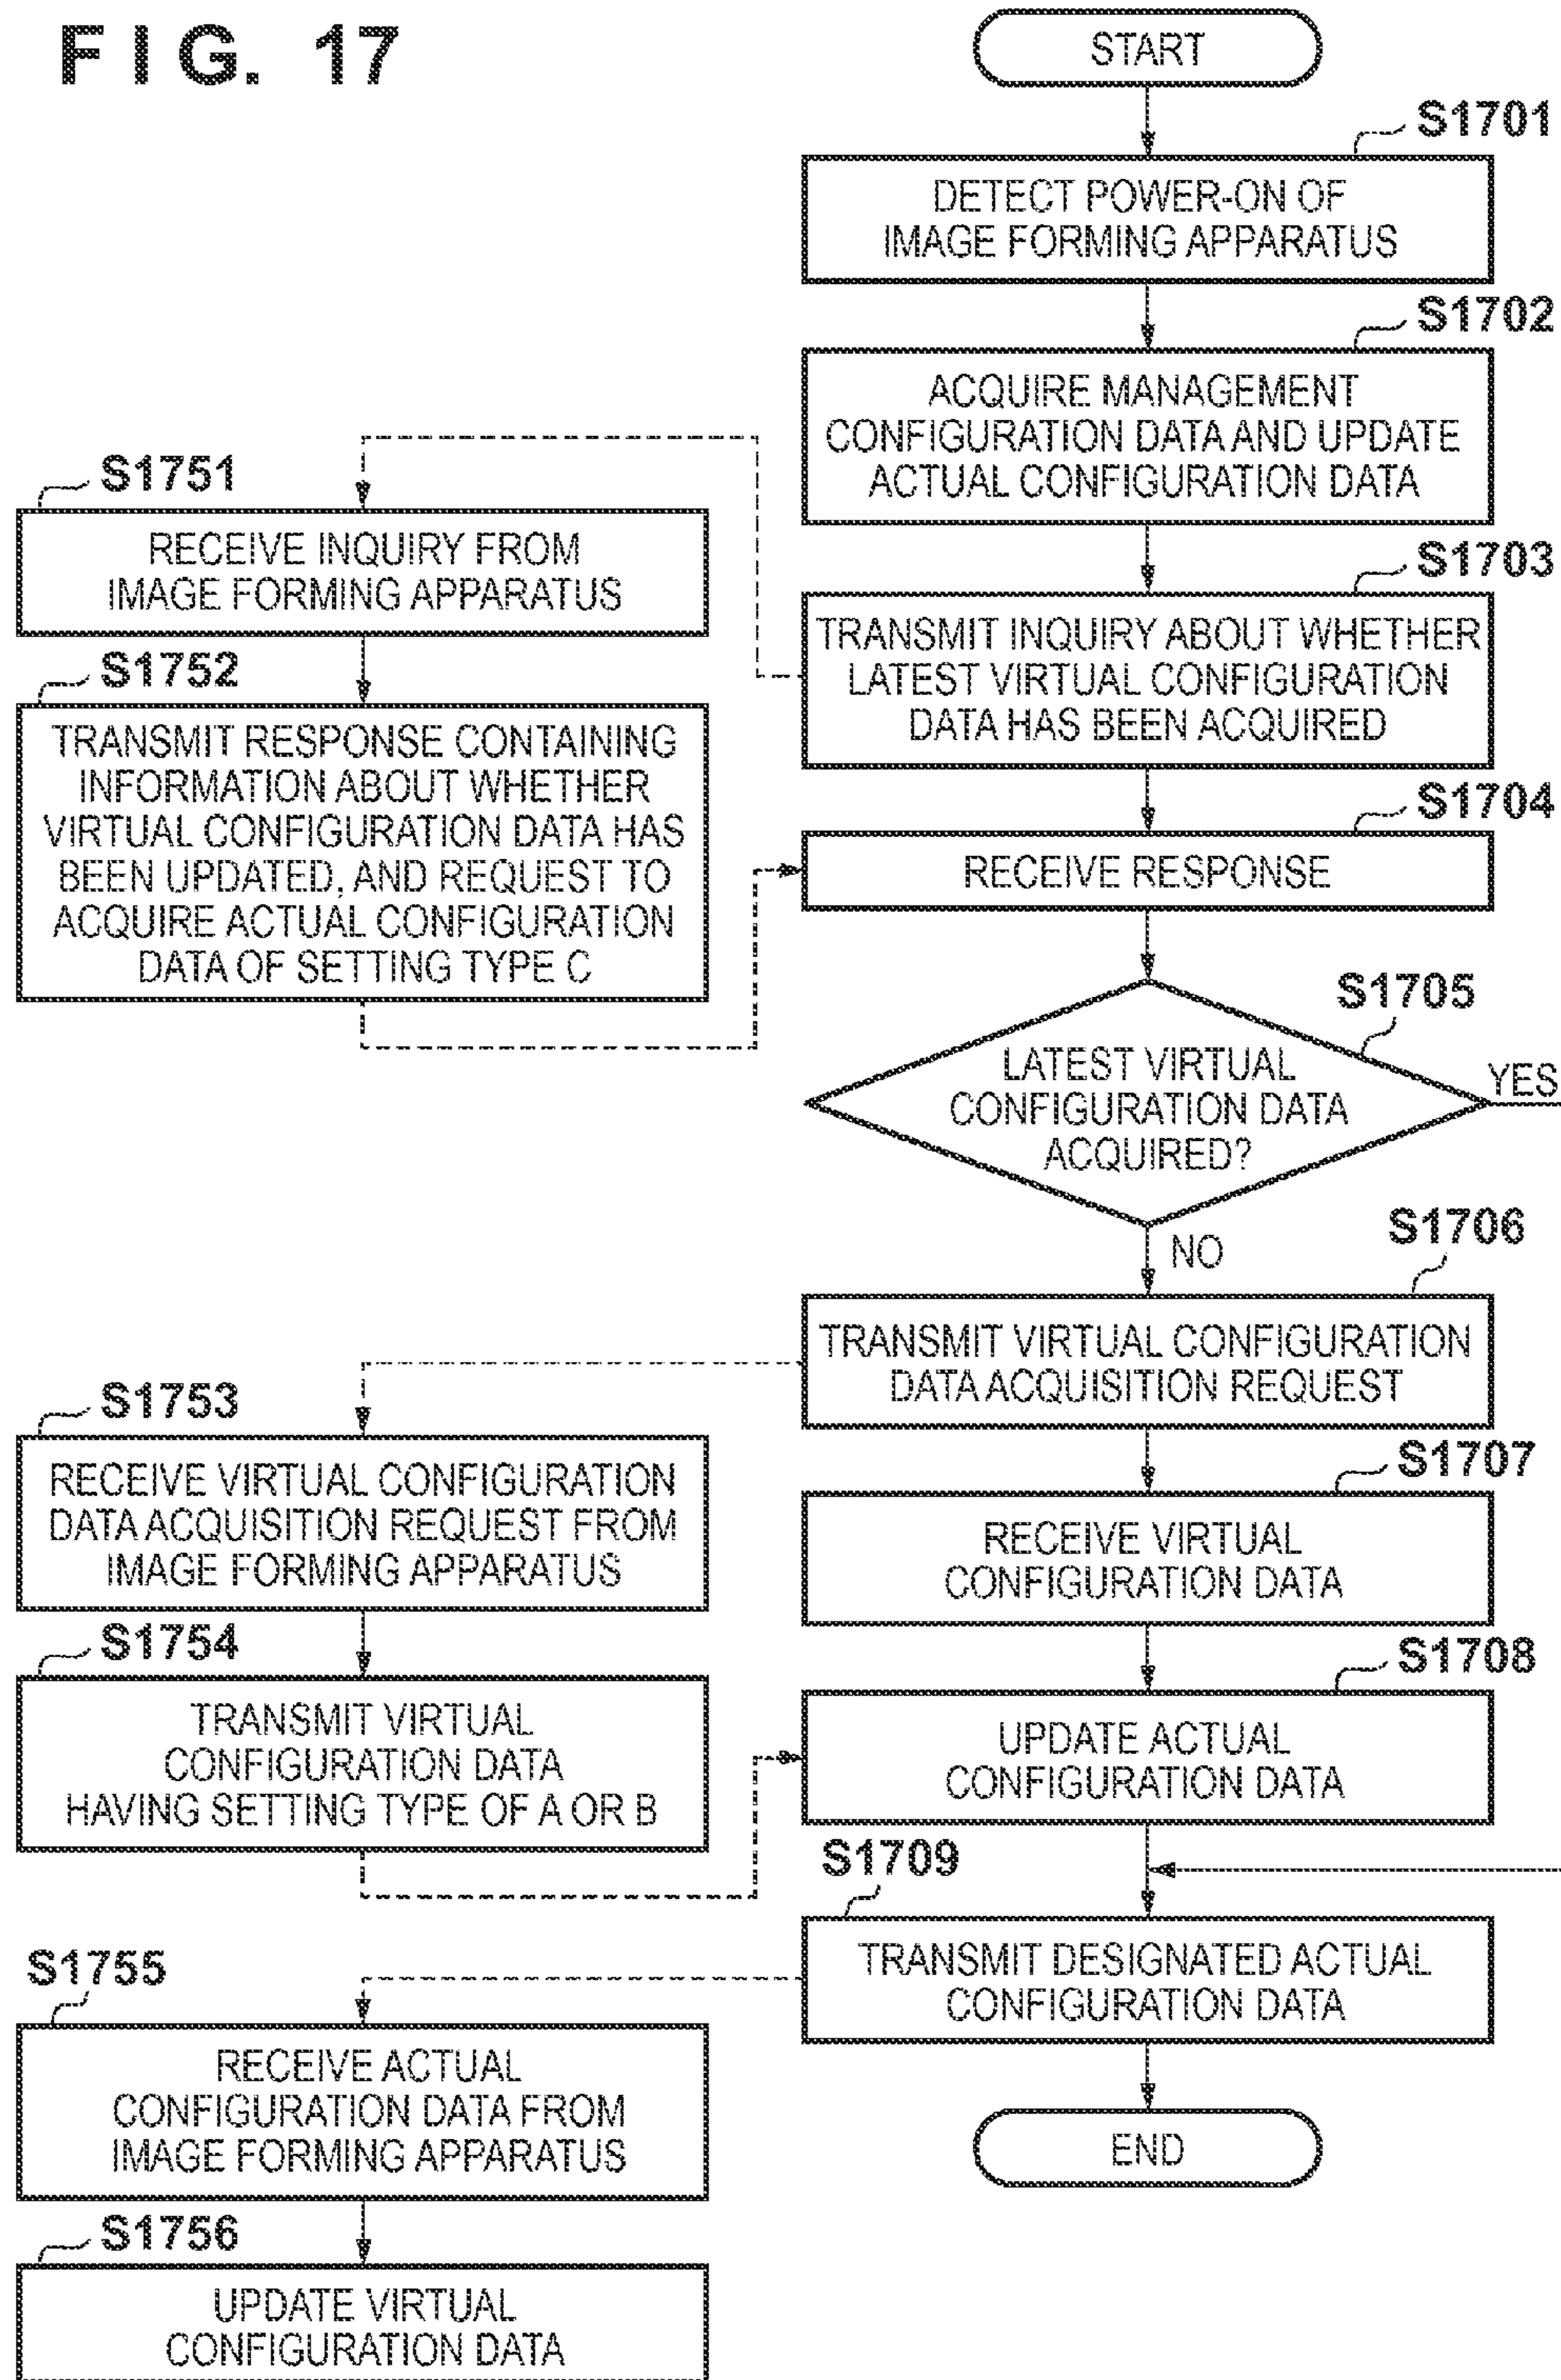 FIG. 17
START
S1701
DETECT POWER-ON OF
IMAGE FORMING APPARATUS
S1702
ACQUIRE MANAGEMENT
CONFIGURATION DATA AND UPDATE
ACTUAL CONFIGURATION DATA
S1751
RECEIVE INQUIRY FROM
IMAGE FORMING APPARATUS
S1703
TRANSMIT INQUIRY ABOUT WHETHER
LATEST VIRTUAL CONFIGURATION
DATA HAS BEEN ACQUIRED
S1752
TRANSMIT RESPONSE CONTAINING
INFORMATION ABOUT WHETHER
VIRTUAL CONFIGURATION DATA HAS
BEEN UPDATED, AND REQUEST TO
ACQUIRE ACTUAL CONFIGURATION
DATA OF SETTING TYPE C
S1704
RECEIVE RESPONSE
S1705
LATEST VIRTUAL
CONFIGURATION DATA
ACQUIRED?
YES
NO
S1706
TRANSMIT VIRTUAL CONFIGURATION
DATA ACQUISITION REQUEST
S1753
RECEIVE VIRTUAL CONFIGURATION
DATA ACQUISITION REQUEST FROM
IMAGE FORMING APPARATUS
S1707
RECEIVE VIRTUAL
CONFIGURATION DATA
S1754
TRANSMIT VIRTUAL
CONFIGURATION DATA
HAVING SETTING TYPE OF A OR B
S1708
UPDATE ACTUAL
CONFIGURATION DATA
S1709
TRANSMIT DESIGNATED ACTUAL
CONFIGURATION DATA
S1755
RECEIVE ACTUAL
CONFIGURATION DATA FROM
IMAGE FORMING APPARATUS
END
S1756
UPDATE VIRTUAL
CONFIGURATION DATA